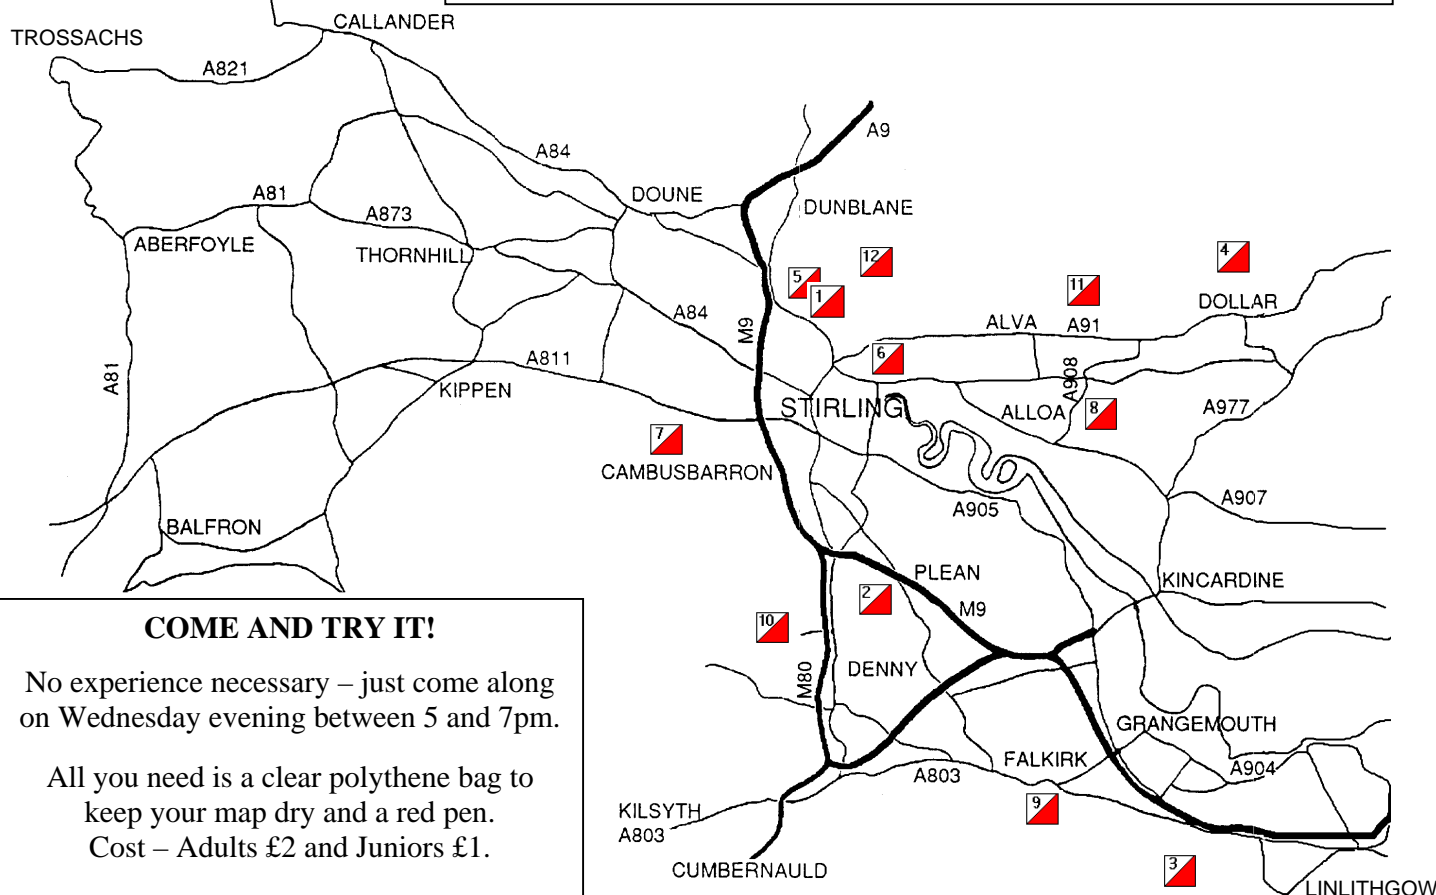 CALLANDER
TROSSACHS
A821
A9
A84
DOUNE
A81
DUNBLANE
A873
ABERFOYLE
THORNHILL
12
4
5
11
1
DOLLAR
A84
ALVA
A91
M9
6
A811
A81
A908
KIPPEN
STIRLING
ALLOA
8
A977
7
CAMBUSBARRON
A907
A905
BALFRON
PLEAN
KINCARDINE
2
M9
10
DENNY
M80
GRANGEMOUTH
FALKIRK
A904
A803
9
KILSYTH
A803
CUMBERNAULD
3
LINLITHGOW
COME AND TRY IT!
No experience necessary – just come along
on Wednesday evening between 5 and 7pm.
All you need is a clear polythene bag to
keep your map dry and a red pen.
Cost – Adults £2 and Juniors £1.